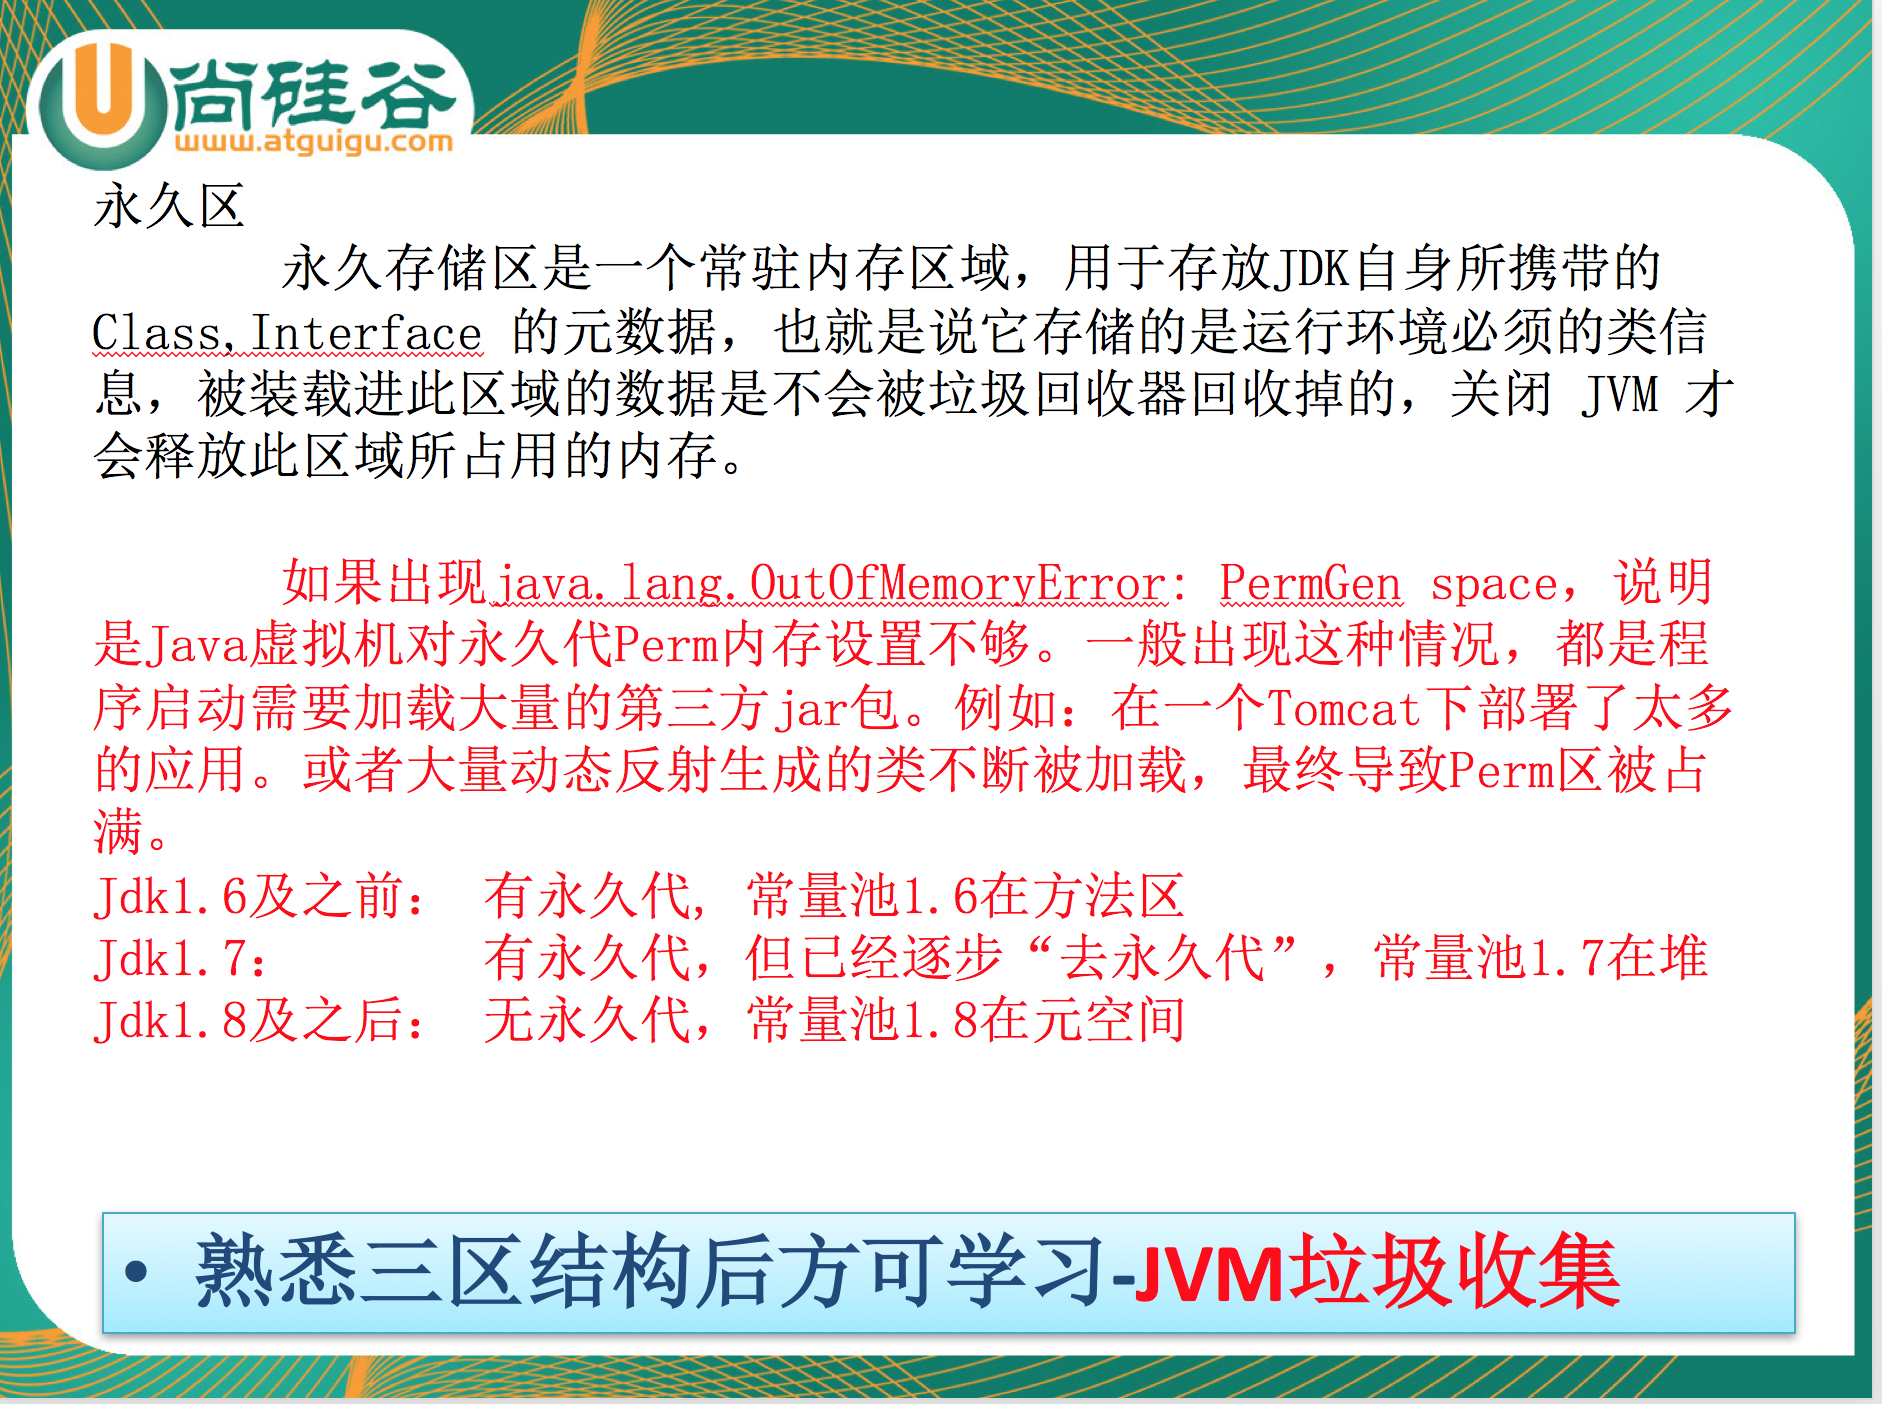 尚硅谷
www.atguigu.com
永久区
永久存储区是一个常驻内存区域，用于存放JDK自身所携带的
Class,Interface 的元数据，也就是说它存储的是运行环境必须的类信
息，被装载进此区域的数据是不会被垃圾回收器回收掉的，关闭 JVM 才
会释放此区域所占用的内存。
如果出现java.lang.OutOfMemoryError: PermGen space，说明
是Java虚拟机对永久代Perm内存设置不够。一般出现这种情况，都是程
序启动需要加载大量的第三方jar包。例如：在一个Tomcat下部署了太多
的应用。或者大量动态反射生成的类不断被加载，最终导致Perm区被占
满。
Jdk1.6及之前： 有永久代, 常量池1.6在方法区
Jdk1.7： 有永久代，但已经逐步“去永久代”，常量池1.7在堆
Jdk1.8及之后： 无永久代，常量池1.8在元空间
• 熟悉三区结构后方可学习-JVM垃圾收集